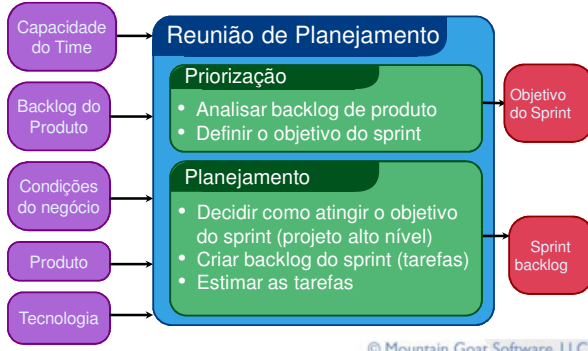 Capacidade
do Time
Backlog do
Produto
Condições
do negócio
Produto
Tecnologia
Reunião de Planejamento
Priorização
• Analisar backlog de produto
• Definir o objetivo do sprint
Planejamento
• Decidir como atingir o objetivo
do sprint (projeto alto nível)
• Criar backlog do sprint (tarefas)
• Estimar as tarefas
Objetivo
do Sprint
Sprint
backlog
© Mountain Goat Software, LLC